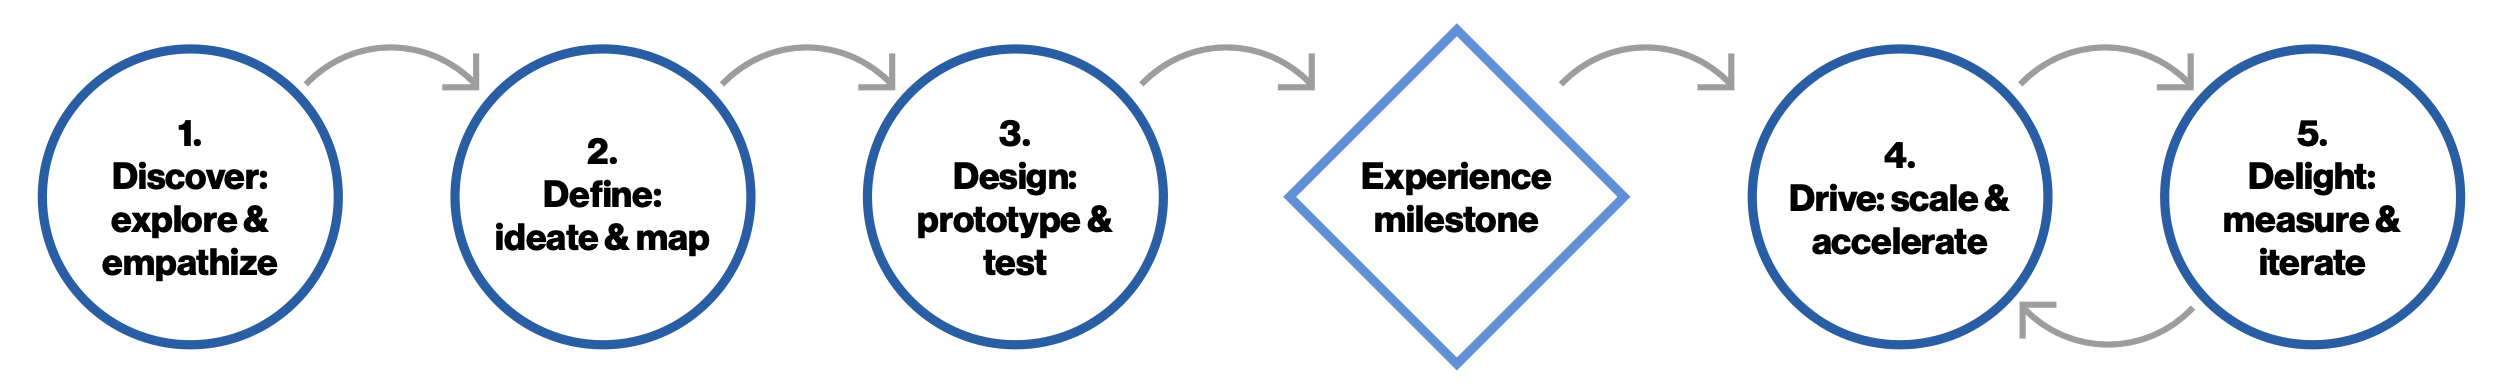 1.
Discover:
explore &
empathize
2.
Define:
ideate & map
3.
Design:
prototype &
test
Experience
milestone
4.
Drive: scale &
accelerate
5.
Delight:
measure &
iterate